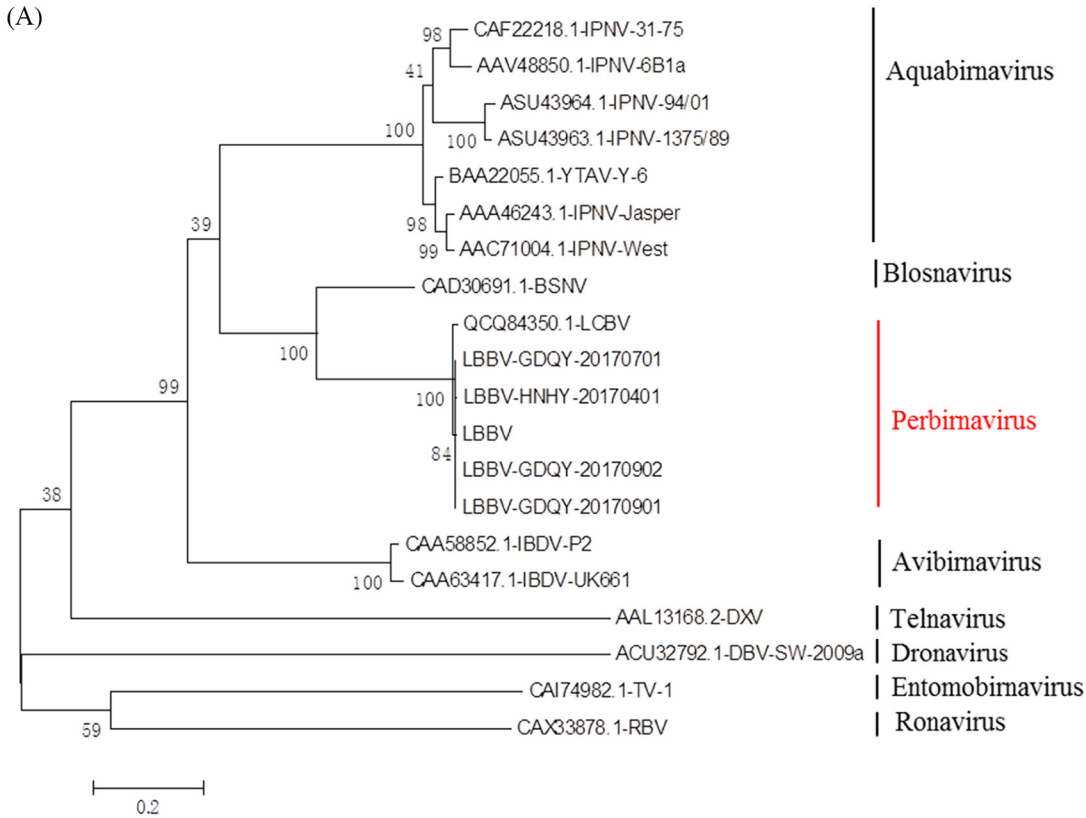 (A)
98
CAF22218.1-IPNV-31-75
AAV48850.1-IPNV-6B1a
41
Aquabirnavirus
ASU43964.1-IPNV-94/01
100
100
ASU43963.1-IPNV-1375/89
BAA22055.1-YTAV-Y-6
39
98
AAA46243.1-IPNV-Jasper
99
AAC71004.1-IPNV-West
CAD30691.1-BSNV
Blosnavirus
QCQ84350.1-LCBV
100
LBBV-GDQY-20170701
99
100
LBBV-HNHY-20170401
Perbirnavirus
LBBV
84
LBBV-GDQY-20170902
38
LBBV-GDQY-20170901
CAA58852.1-IBDV-P2
Avibirnavirus
100
CAA63417.1-IBDV-UK661
AAL13168.2-DXV
Telnavirus
ACU32792.1-DBV-SW-2009a
Dronavirus
CAI74982.1-TV-1
Entomobirnavirus
59
CAX33878.1-RBV
Ronavirus
0.2